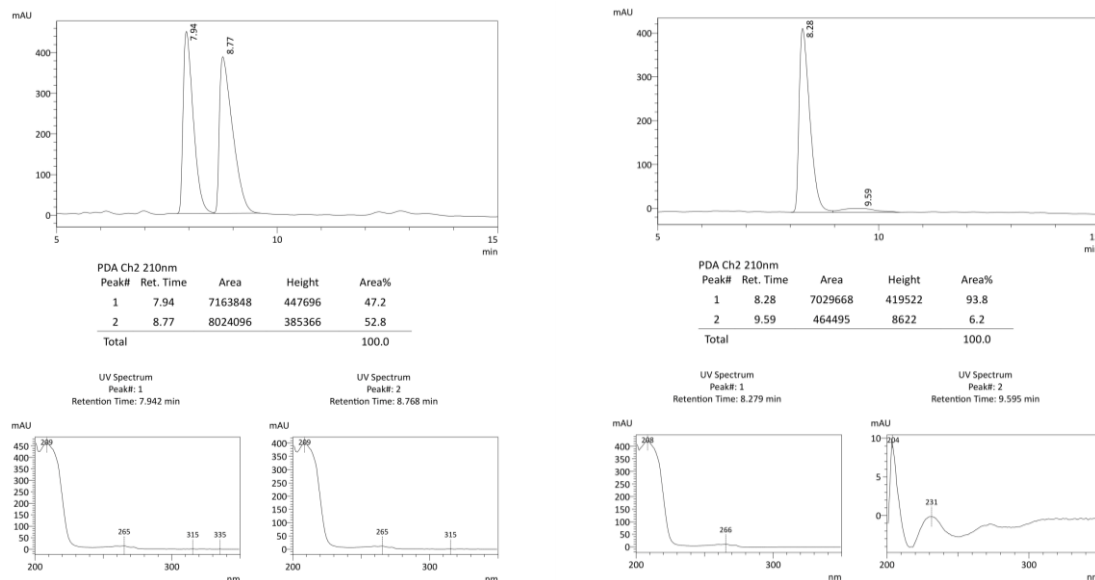 mAU
7.94
8.77
400
300
200
100
0
5
10
15
min
PDA Ch2 210nm
Peak# Ret. Time Area Height Area%
1 7.94 7163848 447696 47.2
2 8.77 8024096 385366 52.8
Total 100.0
UV Spectrum
Peak#: 1
Retention Time: 7.942 min
mAU
450
400
350
300
250
200
150
100
50
0
209
265
315
335
200
300
nm
UV Spectrum
Peak#: 2
Retention Time: 8.768 min
mAU
400
350
300
250
200
150
100
50
0
209
265
315
200
300
nm
mAU
8.28
9.59
400
300
200
100
0
5
10
min
PDA Ch2 210nm
Peak# Ret. Time Area Height Area%
1 8.28 7029668 419522 93.8
2 9.59 464495 8622 6.2
Total 100.0
UV Spectrum
Peak#: 1
Retention Time: 8.279 min
mAU
400
350
300
250
200
150
100
50
0
208
266
200
300
nm
UV Spectrum
Peak#: 2
Retention Time: 9.595 min
mAU
10
5
0
204
231
200
300
nm